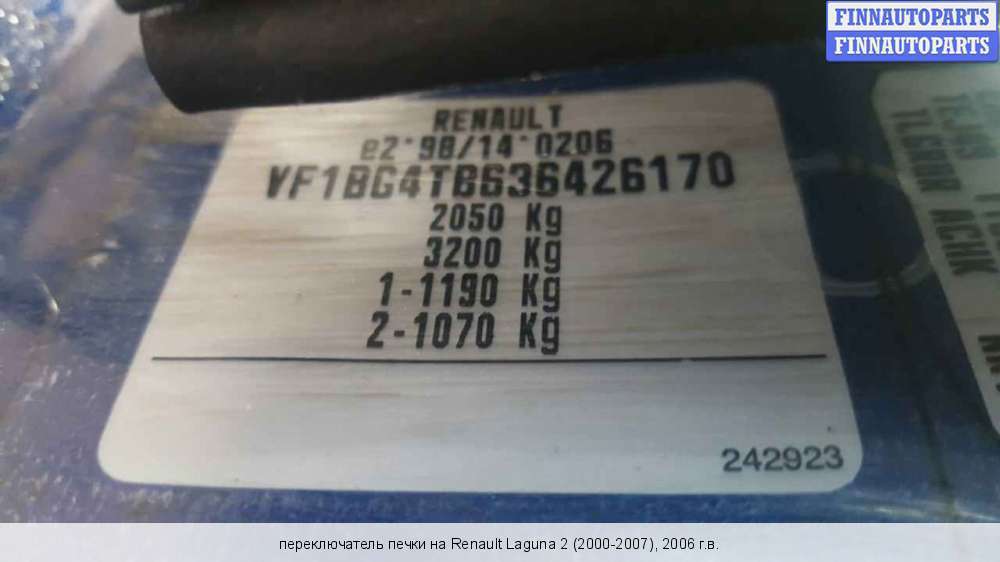 FINNAUTOPARTS
FINNAUTOPARTS
RENAULT
e2*98/14*0206
VF1BG4TB636426170
2050 Kg
3200 Kg
1-1190 Kg
2-1070 Kg
242923
переключатель печки на Renault Laguna 2 (2000-2007), 2006 г.в.